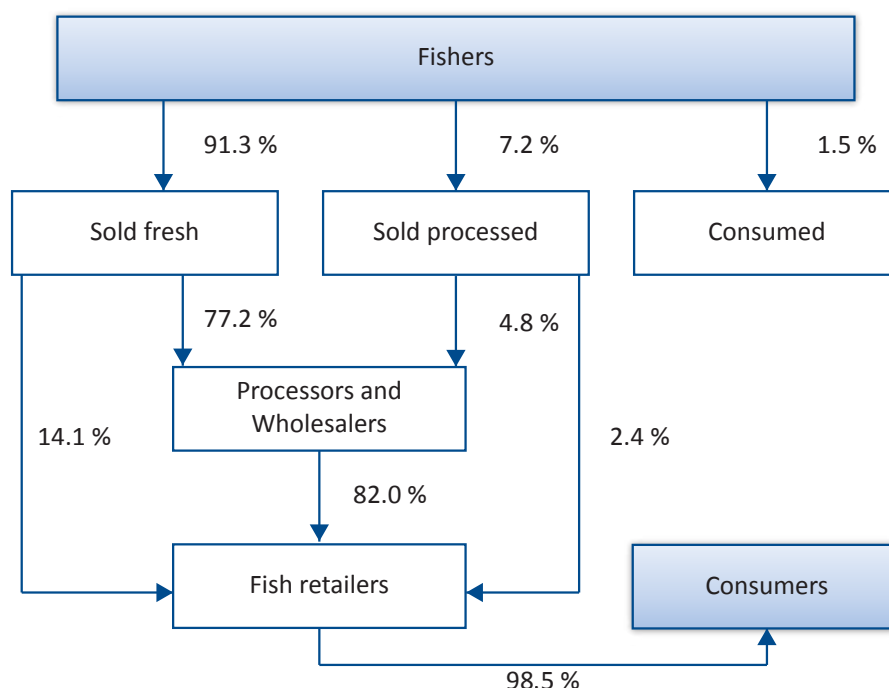 Fishers
91.3 %
7.2 %
1.5 %
Sold fresh
Sold processed
Consumed
77.2 %
4.8 %
Processors and
Wholesalers
14.1 %
2.4 %
82.0 %
Fish retailers
Consumers
98.5 %